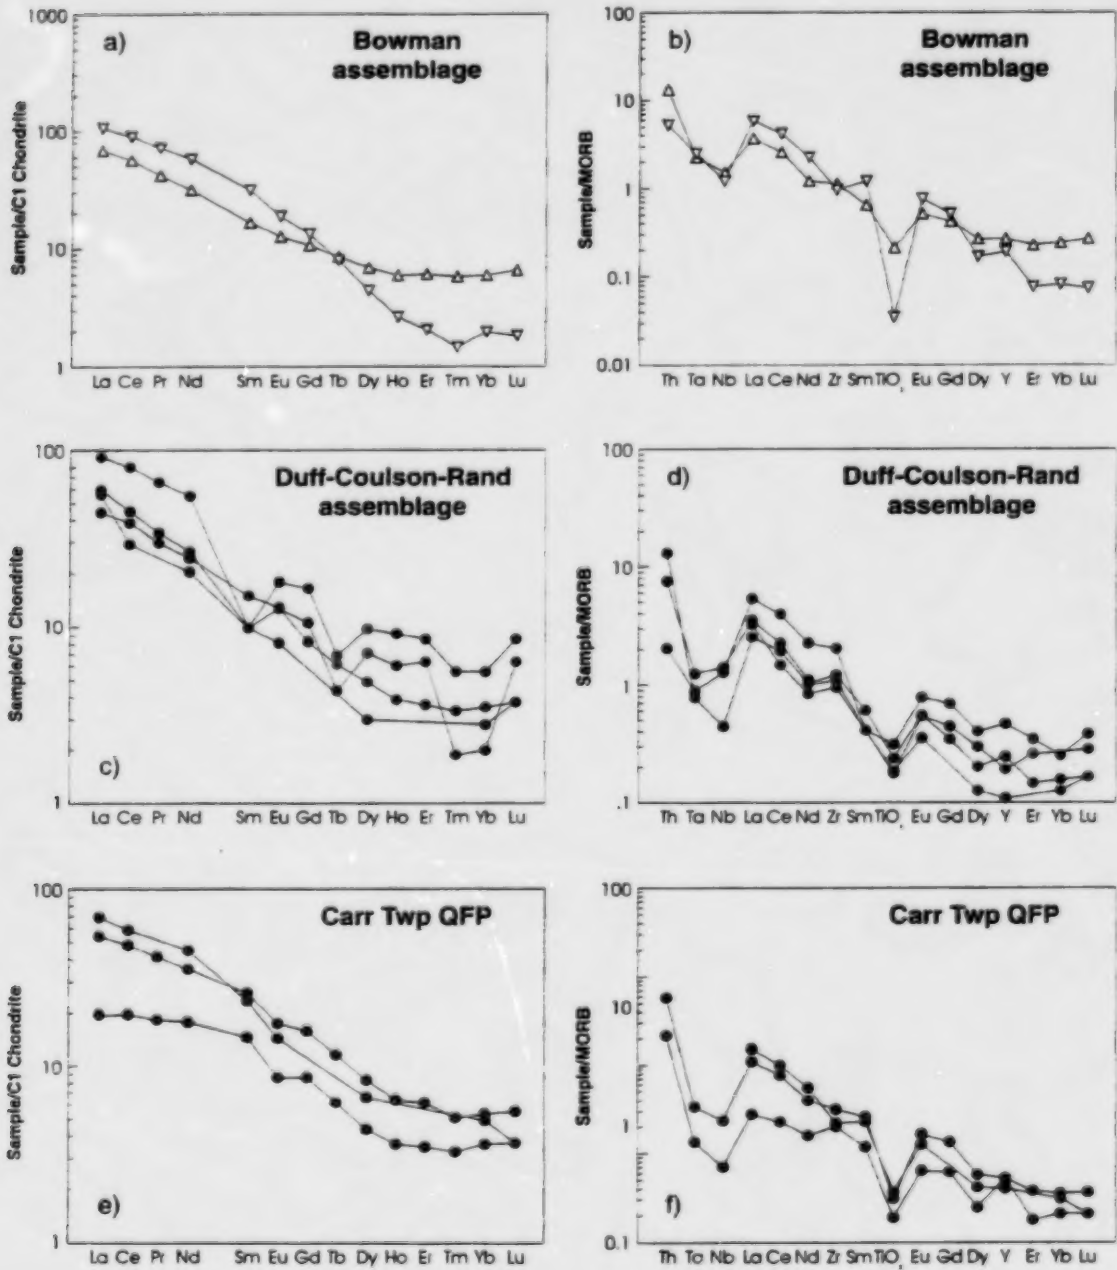 a)
Bowman
assemblage
Sample/C1 Chondrite
1000
100
10
1
La Ce Pr Nd Sm Eu Gd Tb Dy Ho Er Tm Yb Lu
b)
Bowman
assemblage
Sample/MORB
100
10
1
0.1
0.01
Th Ta Nb La Ce Nd Zr Sm TiO₂ Eu Gd Dy Y Er Yb Lu
c)
Duff-Coulson-Rand
assemblage
Sample/C1 Chondrite
100
10
1
La Ce Pr Nd Sm Eu Gd Tb Dy Ho Er Tm Yb Lu
d)
Duff-Coulson-Rand
assemblage
Sample/MORB
100
10
1
.1
Th Ta Nb La Ce Nd Zr Sm TiO₂ Eu Gd Dy Y Er Yb Lu
e)
Carr Twp QFP
Sample/C1 Chondrite
100
10
1
La Ce Pr Nd Sm Eu Gd Tb Dy Ho Er Tm Yb Lu
f)
Carr Twp QFP
Sample/MORB
100
10
1
0.1
Th Ta Nb La Ce Nd Zr Sm TiO₂ Eu Gd Dy Y Er Yb Lu